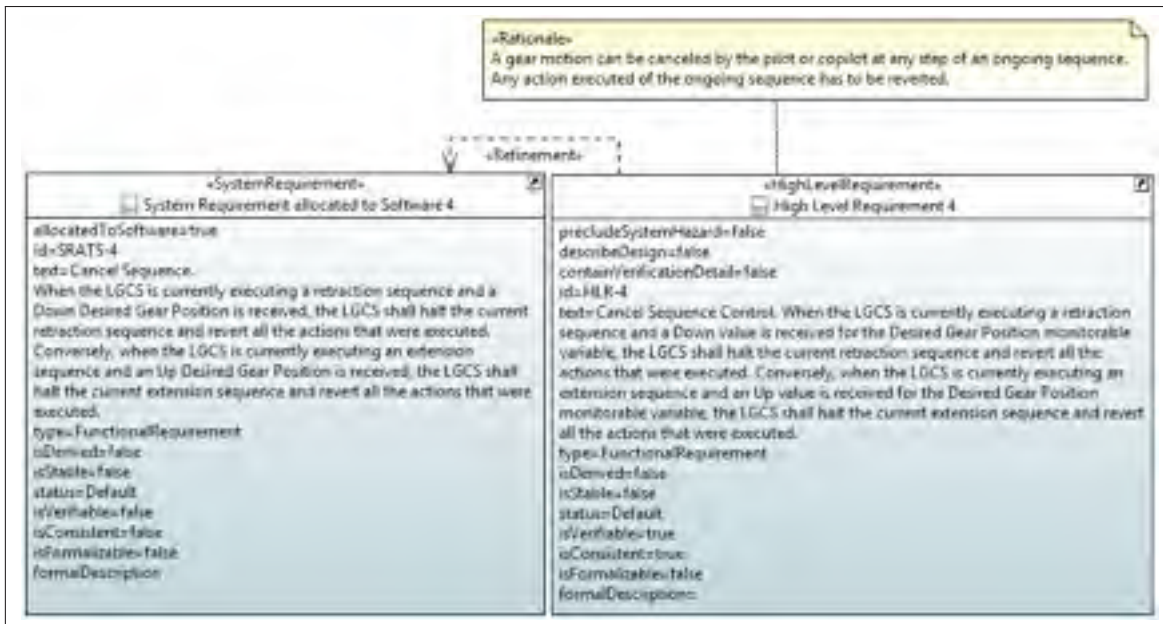 «Rationale»
A gear motion can be canceled by the pilot or copilot at any step of an ongoing sequence.
Any action executed of the ongoing sequence has to be reverted.
«Refinement»
«SystemRequirement»
System Requirement allocated to Software 4
allocatedToSoftware=true
id=SRATS-4
text=Cancel Sequence.
When the LGCS is currently executing a retraction sequence and a
Down Desired Gear Position is received, the LGCS shall halt the current
retraction sequence and revert all the actions that were executed.
Conversely, when the LGCS is currently executing an extension
sequence and an Up Desired Gear Position is received, the LGCS shall
halt the current extension sequence and revert all the actions that were
executed.
type=FunctionalRequirement
isDerived=false
isStable=false
status=Default
isVerifiable=false
isConsistent=false
isFormalizable=false
formalDescription
«HighLevelRequirement»
High Level Requirement 4
precludeSystemHazard=false
describeDesign=false
containVerificationDetail=false
id=HLR-4
text=Cancel Sequence Control. When the LGCS is currently executing a retraction
sequence and a Down value is received for the Desired Gear Position monitorable
variable, the LGCS shall halt the current retraction sequence and revert all the
actions that were executed. Conversely, when the LGCS is currently executing an
extension sequence and an Up value is received for the Desired Gear Position
monitorable variable, the LGCS shall halt the current extension sequence and revert
all the actions that were executed.
type=FunctionalRequirement
isDerived=false
isStable=false
status=Default
isVerifiable=true
isConsistent=true
isFormalizable=false
formalDescription=